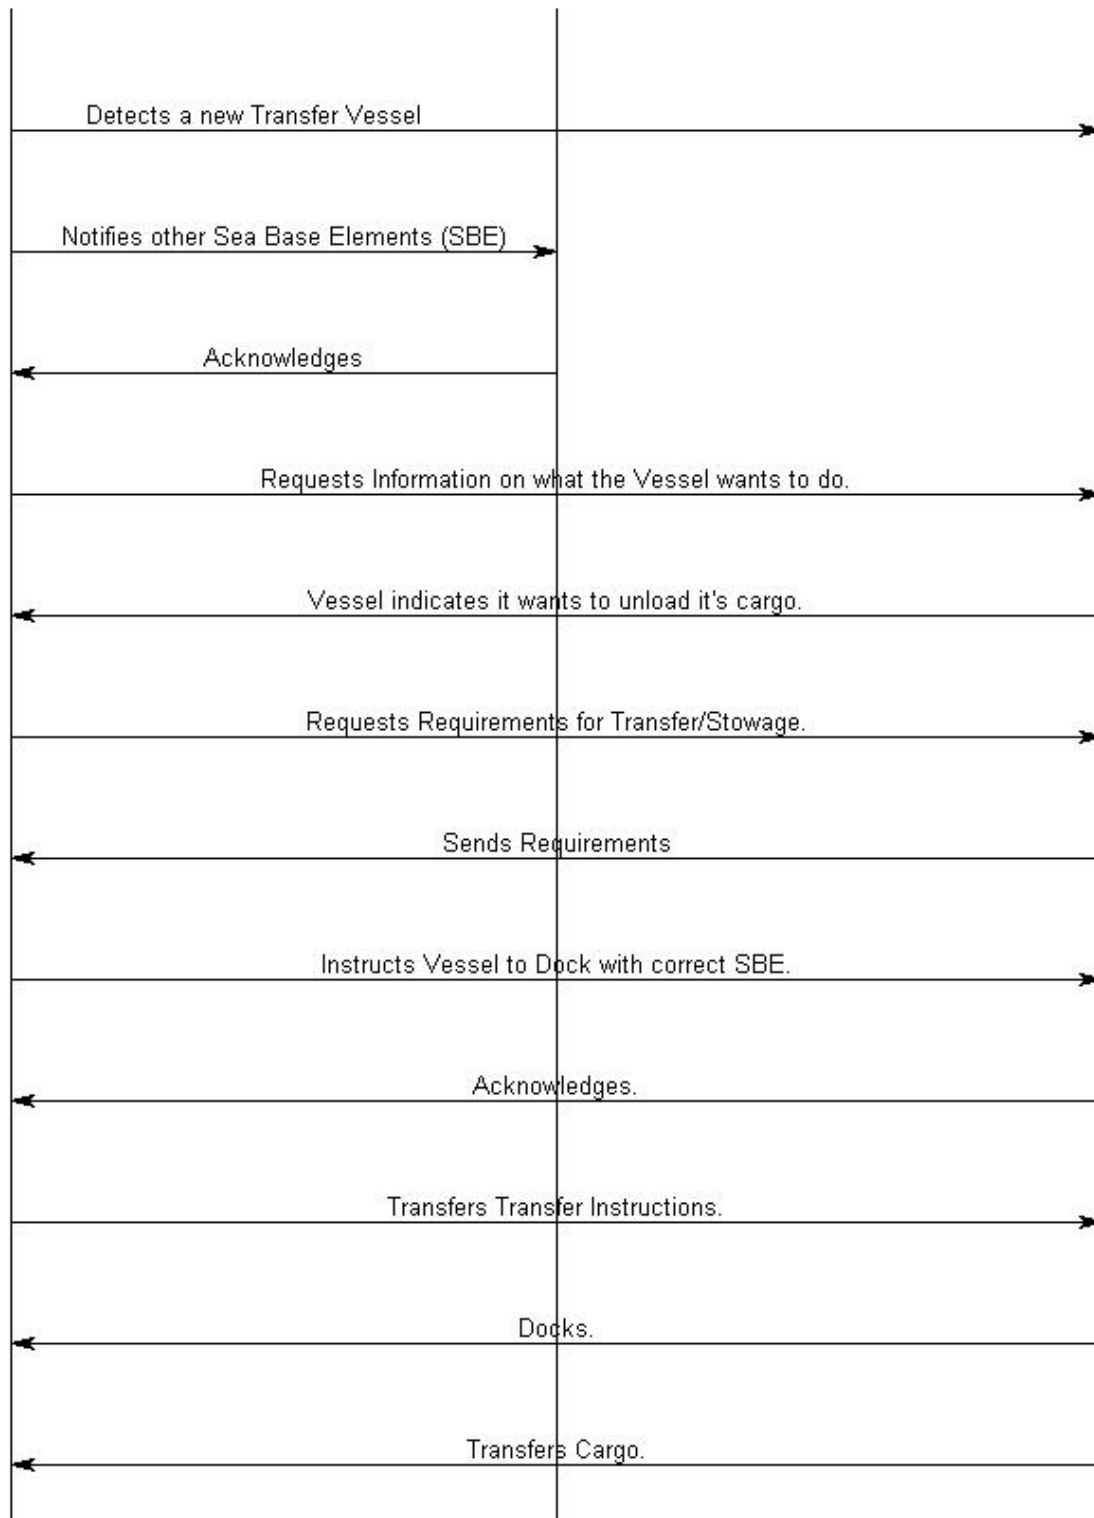 Detects a new Transfer Vessel
Notifies other Sea Base Elements (SBE)
Acknowledges
Requests Information on what the Vessel wants to do.
Vessel indicates it wants to unload it's cargo.
Requests Requirements for Transfer/Stowage.
Sends Requirements
Instructs Vessel to Dock with correct SBE.
Acknowledges.
Transfers Transfer Instructions.
Docks.
Transfers Cargo.